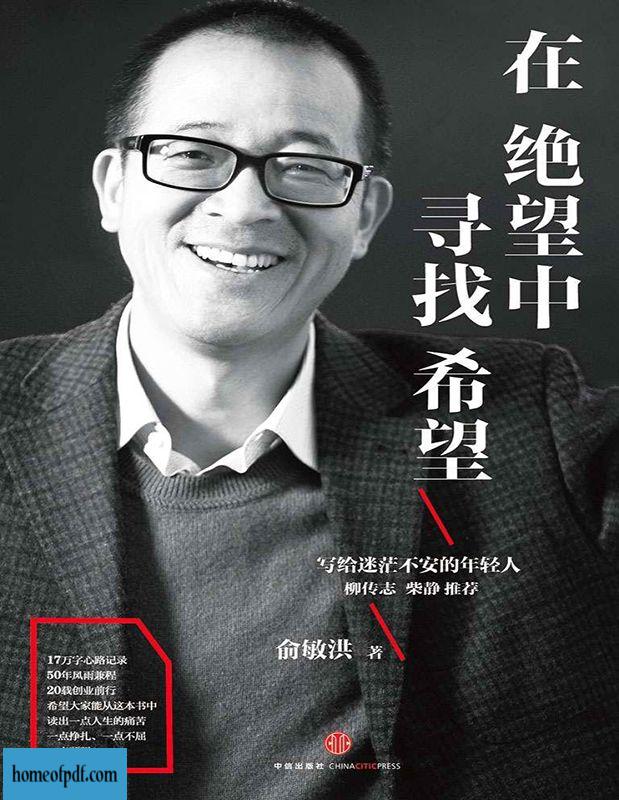 在绝望中
寻找希望
写给迷茫不安的年轻人
柳传志 柴静 推荐
俞敏洪 著
17万字心路记录
50年风雨兼程
20载创业前行
希望大家能从这本书中
读出一点人生的痛苦
一点挣扎、一点不屈
homeofpdf.com
中信出版社 CHINACITICPRESS